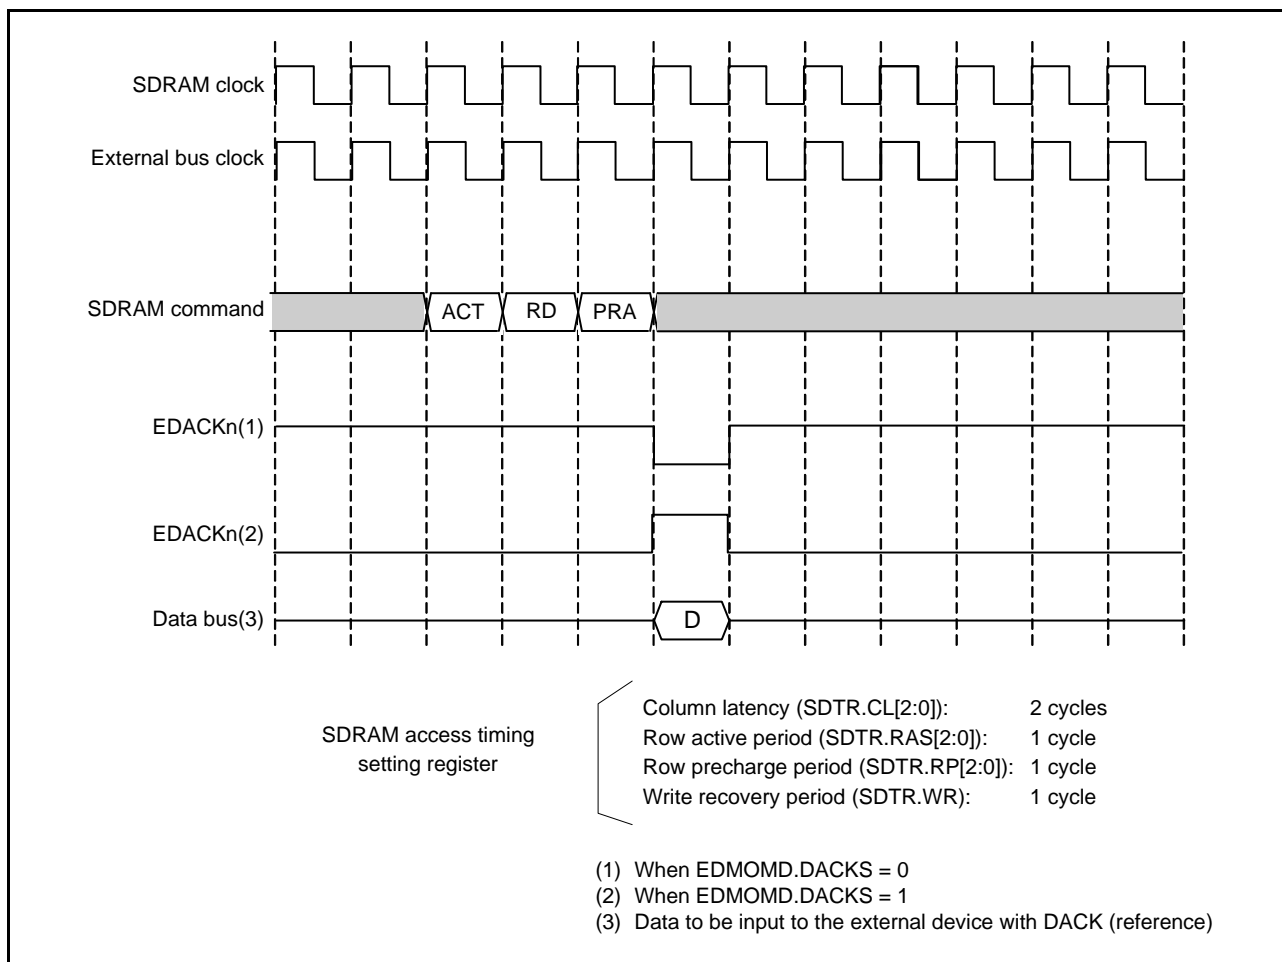 SDRAM clock
External bus clock
SDRAM command
ACT RD PRA
EDACKn(1)
EDACKn(2)
Data bus(3)
D
SDRAM access timing
setting register
Column latency (SDTR.CL[2:0]): 2 cycles
Row active period (SDTR.RAS[2:0]): 1 cycle
Row precharge period (SDTR.RP[2:0]): 1 cycle
Write recovery period (SDTR.WR): 1 cycle
(1) When EDMOMD.DACKS = 0
(2) When EDMOMD.DACKS = 1
(3) Data to be input to the external device with DACK (reference)